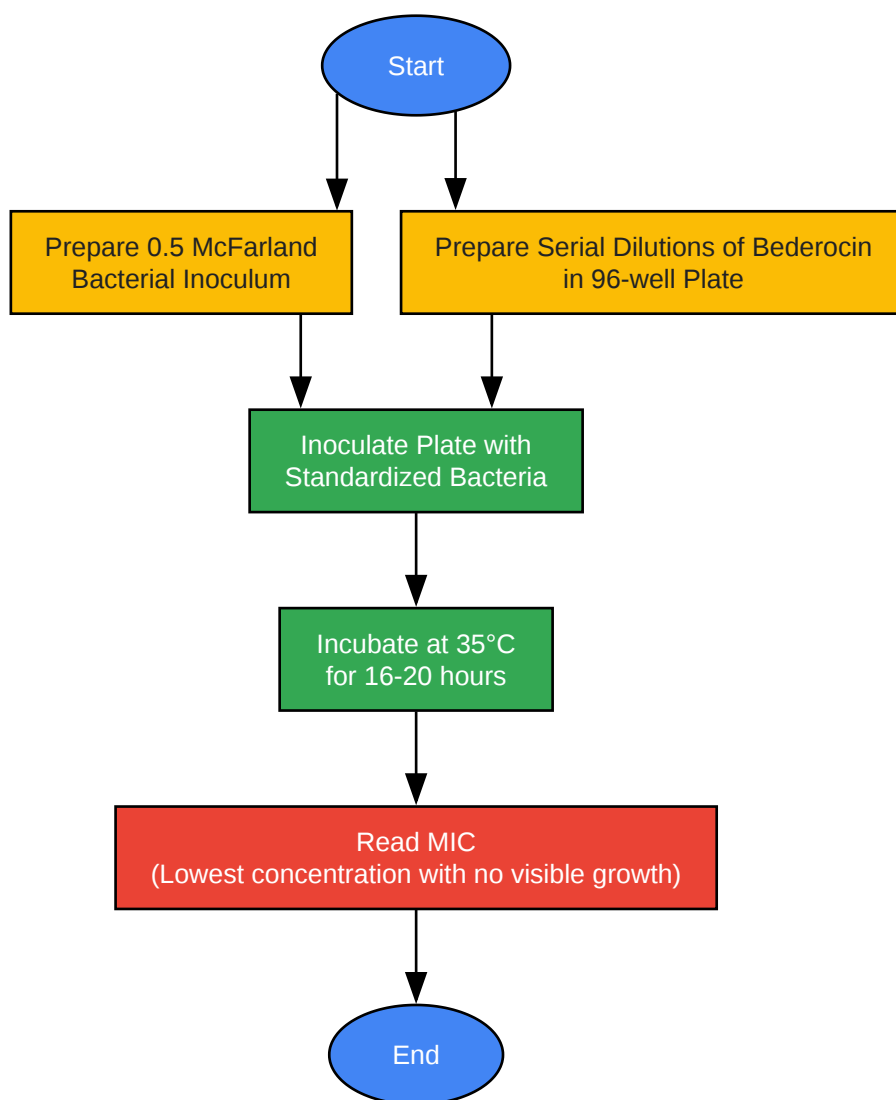 Start
Prepare 0.5 McFarland
Bacterial Inoculum
Prepare Serial Dilutions of Bederocin
in 96-well Plate
Inoculate Plate with
Standardized Bacteria
Incubate at 35°C
for 16-20 hours
Read MIC
(Lowest concentration with no visible growth)
End